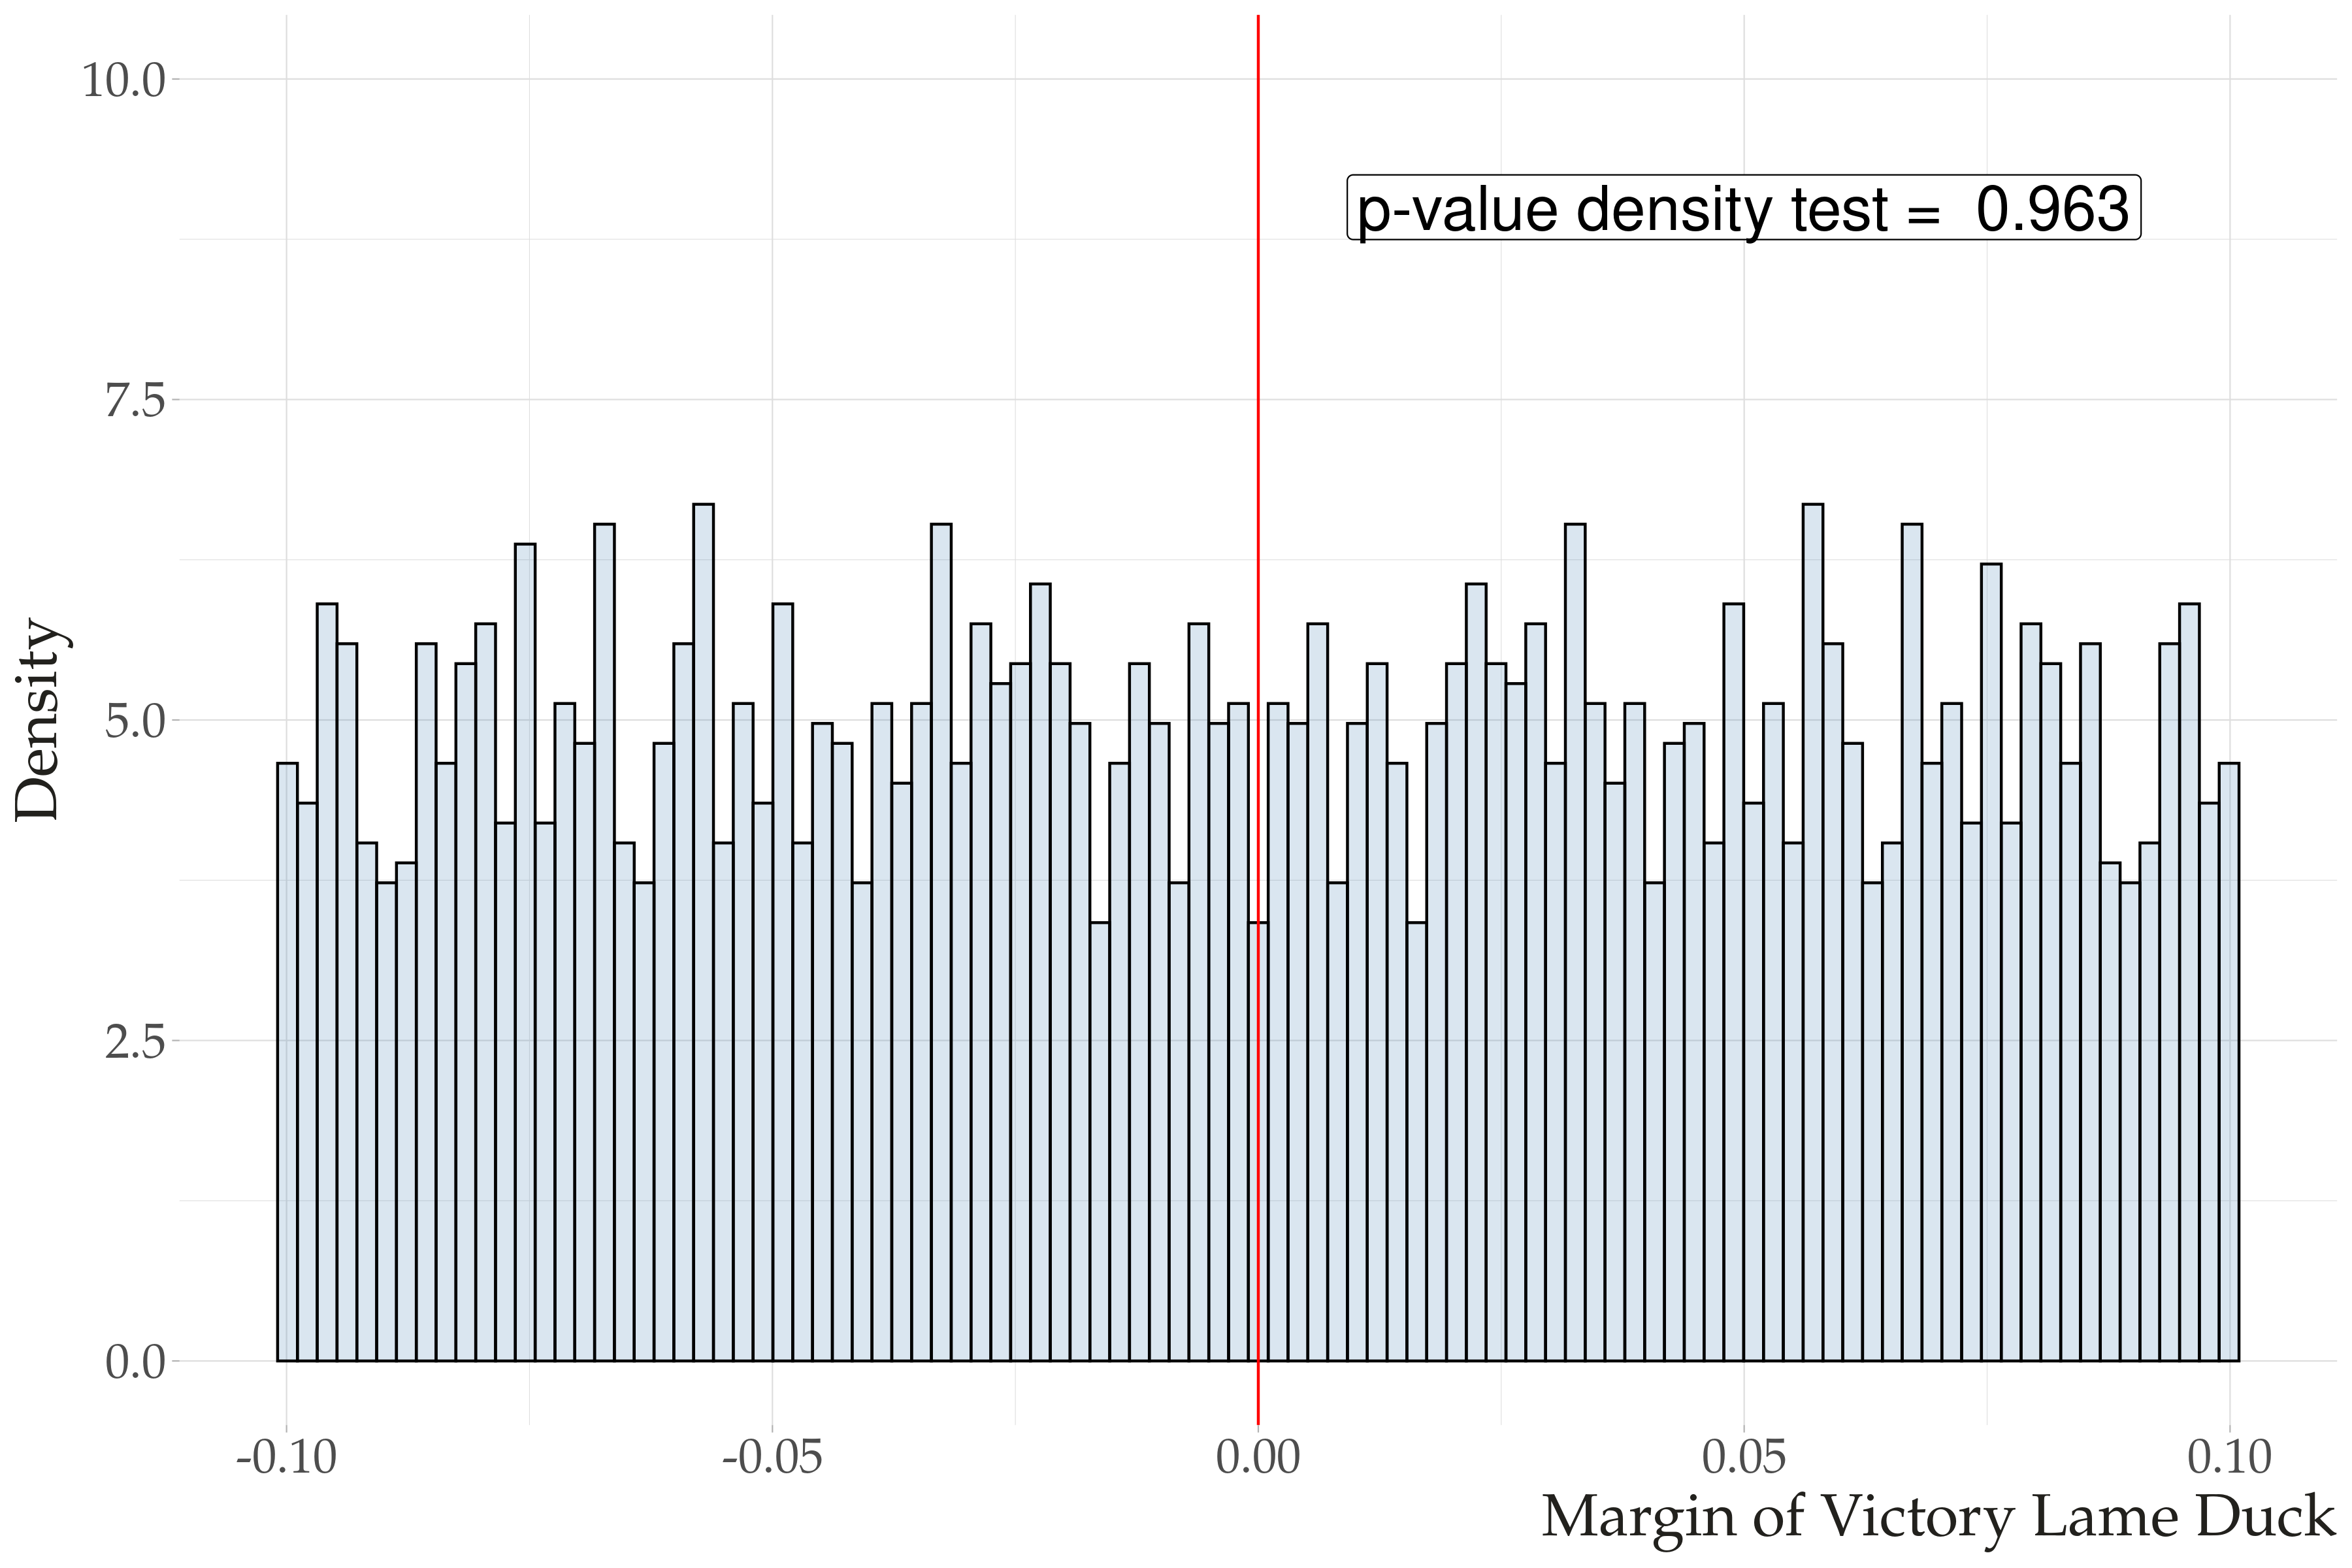 10.0
p-value density test =  0.963
7.5
Density
5.0
2.5
0.0
-0.10 -0.05 0.00 0.05 0.10
Margin of Victory Lame Duck